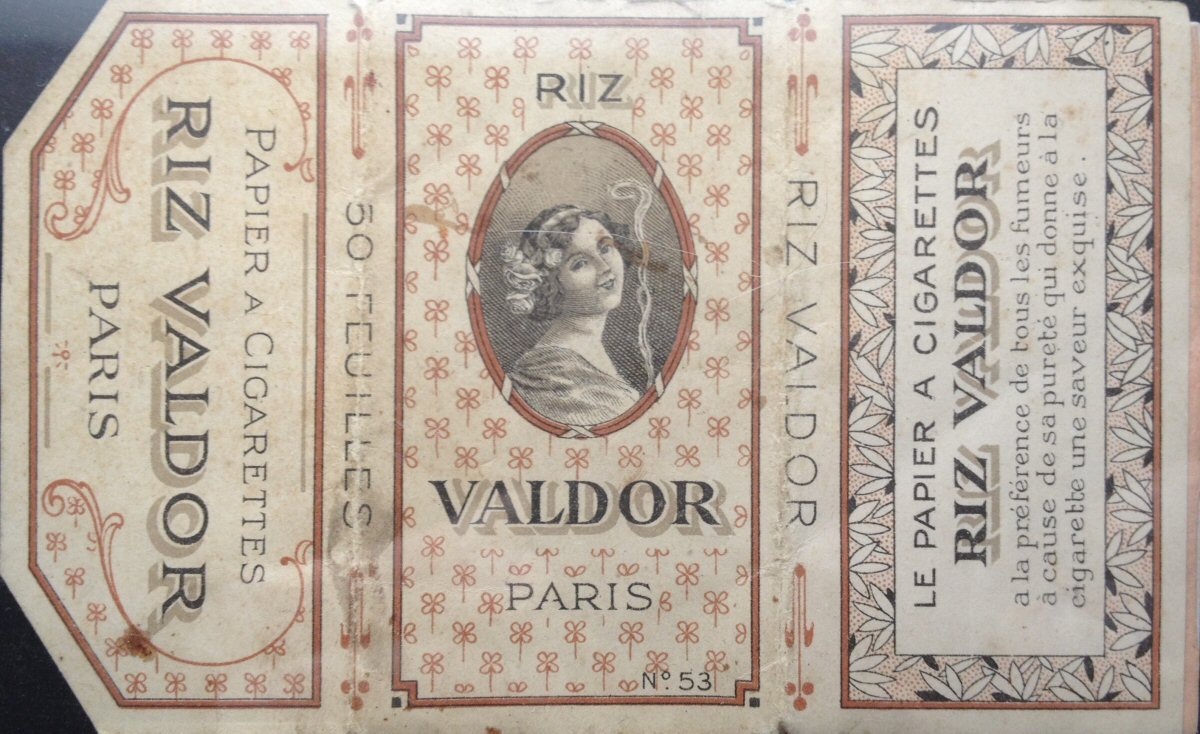 PAPIER A CIGARETTES
RIZ VALDOR
PARIS
50 FEUILLES
RIZ
VALDOR
PARIS
Nº. 53
RIZ VALDOR
LE PAPIER A CIGARETTES
RIZ VALDOR
a la préférence de tous les fumeurs
à cause de sa pureté qui donne à la
cigarette une saveur exquise.